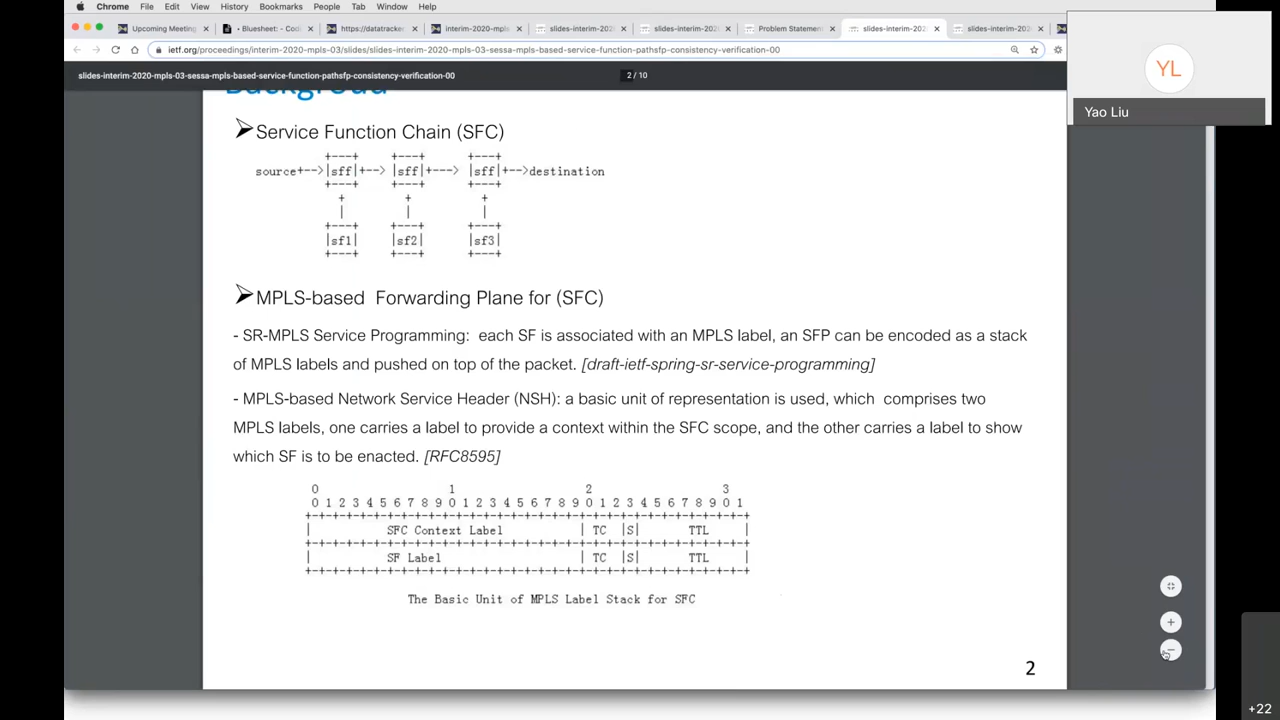 Chrome File Edit View History Bookmarks People Tab Window Help
Upcoming Meeting
Bluesheet: - Cod
https://datatracker
interim-2020-mpls
slides-interim-2020
slides-interim-2020
Problem Statement
slides-interim-2020
slides-interim-2020
ietf.org/proceedings/interim-2020-mpls-03/slides/slides-interim-2020-mpls-03-sessa-mpls-based-service-function-pathsfp-consistency-verification-00
slides-interim-2020-mpls-03-sessa-mpls-based-service-function-pathsfp-consistency-verification-00
2 / 10
YL
Yao Liu
Backgroud
Service Function Chain (SFC)
+---+ +---+ +---+
source+-->|sff|+--> |sff|+---> |sff|+-->destination
+---+ +---+ +---+
+ + +
| | |
+---+ +---+ +---+
|sf1| |sf2| |sf3|
+---+ +---+ +---+
MPLS-based Forwarding Plane for (SFC)
- SR-MPLS Service Programming: each SF is associated with an MPLS label, an SFP can be encoded as a stack
of MPLS labels and pushed on top of the packet. [draft-ietf-spring-sr-service-programming]
- MPLS-based Network Service Header (NSH): a basic unit of representation is used, which comprises two
MPLS labels, one carries a label to provide a context within the SFC scope, and the other carries a label to show
which SF is to be enacted. [RFC8595]
0 1 2 3
0 1 2 3 4 5 6 7 8 9 0 1 2 3 4 5 6 7 8 9 0 1 2 3 4 5 6 7 8 9 0 1
+-+-+-+-+-+-+-+-+-+-+-+-+-+-+-+-+-+-+-+-+-+-+-+-+-+-+-+-+-+-+-+-+
| SFC Context Label | TC |S| TTL |
+-+-+-+-+-+-+-+-+-+-+-+-+-+-+-+-+-+-+-+-+-+-+-+-+-+-+-+-+-+-+-+-+
| SF Label | TC |S| TTL |
+-+-+-+-+-+-+-+-+-+-+-+-+-+-+-+-+-+-+-+-+-+-+-+-+-+-+-+-+-+-+-+-+
The Basic Unit of MPLS Label Stack for SFC
2
+22